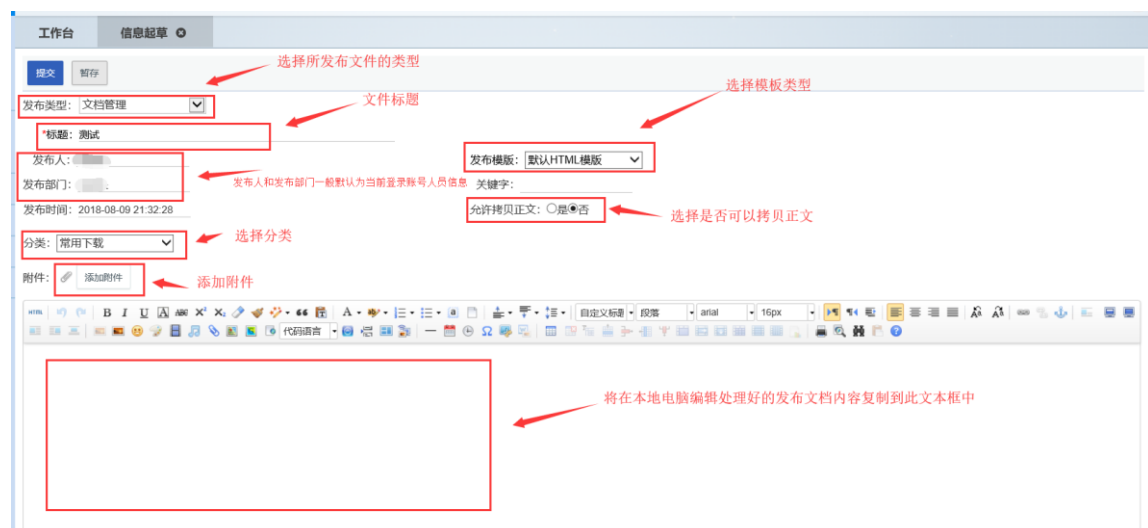 工作台 信息起草
提交 暂存
选择所发布文件的类型
选择模板类型
发布类型: 文档管理
文件标题
*标题: 测试
发布人:
发布模版: 默认HTML模版
发布部门:
发布人和发布部门一般默认为当前登录账号人员信息
关键字:
发布时间: 2018-08-09 21:32:28
允许拷贝正文: 是 否
选择是否可以拷贝正文
分类: 常用下载
选择分类
附件: 添加附件
添加附件
HTML B I U A ABC X² X₂ A 自定义标题 段落 arial 16px
代码语言 Ω
将在本地电脑编辑处理好的发布文档内容复制到此文本框中